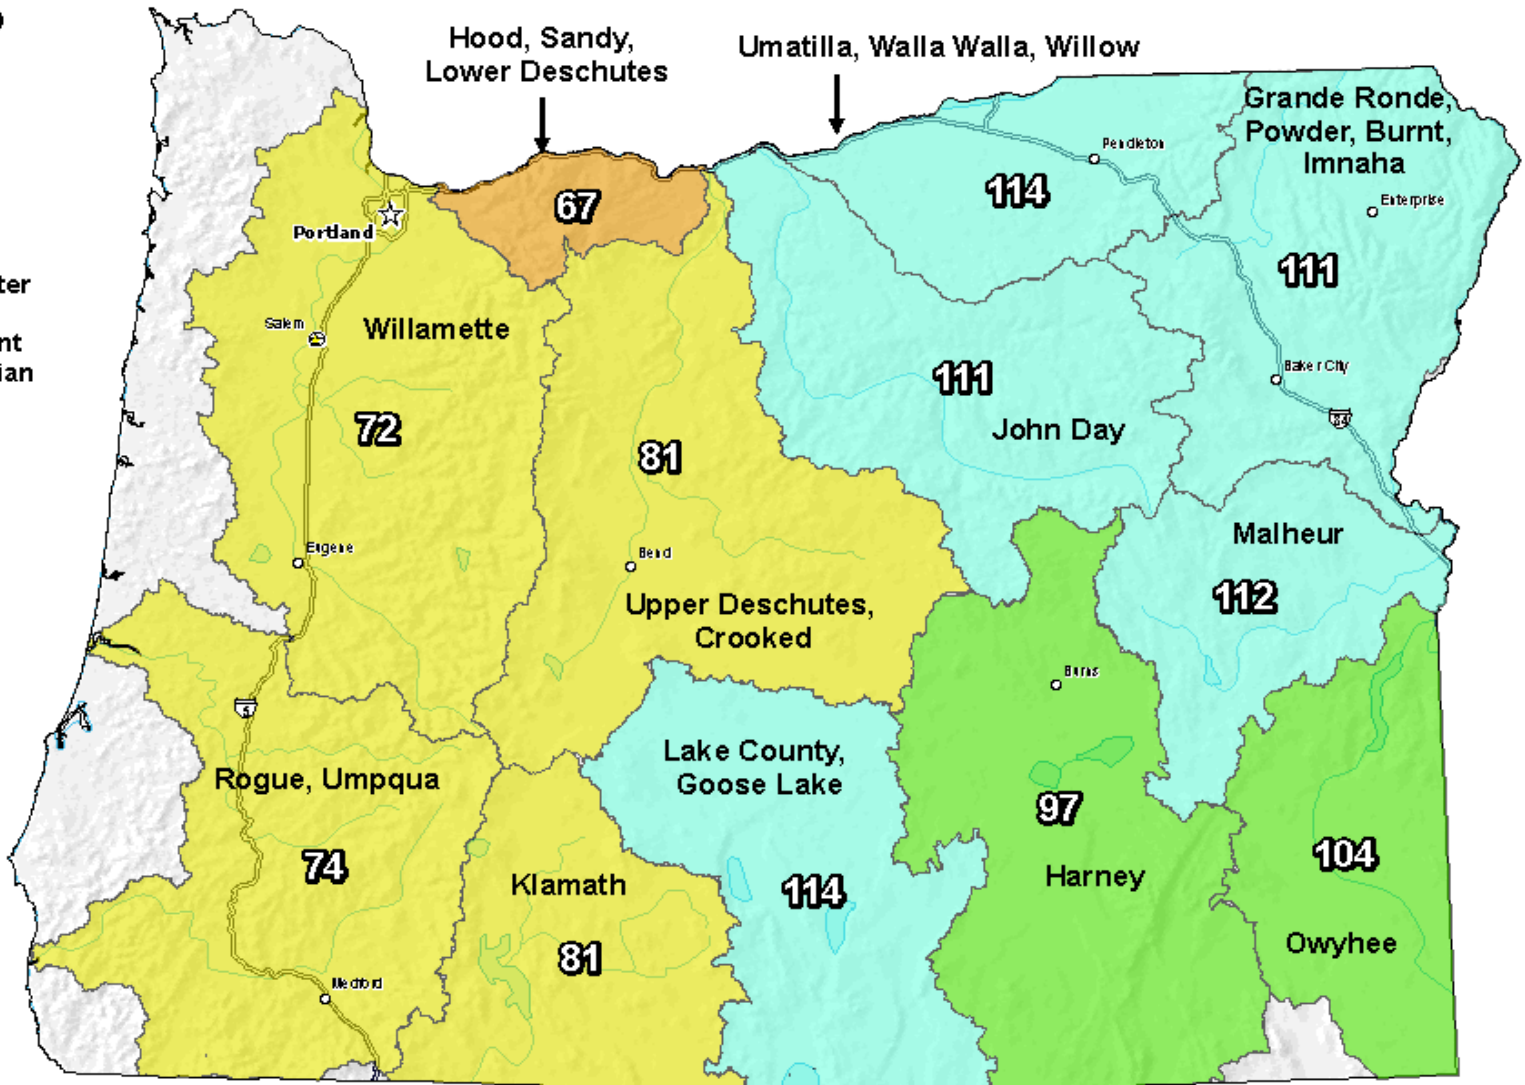 Hood, Sandy,
Lower Deschutes
Umatilla, Walla Walla, Willow
Grande Ronde,
Powder, Burnt,
Imnaha
Pendleton
114
Enterprise
67
Portland
111
ter
nt
ian
Salem
Willamette
72
81
111
John Day
Baker City
84
Malheur
112
Eugene
Bend
Upper Deschutes,
Crooked
Burns
5
Rogue, Umpqua
74
Lake County,
Goose Lake
114
97
Harney
104
Owyhee
Klamath
81
Medford